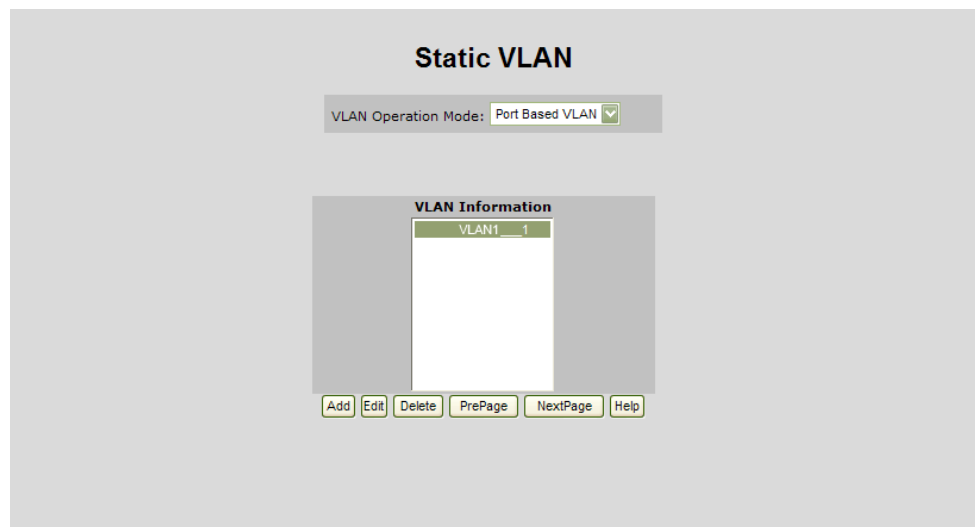 Static VLAN
VLAN Operation Mode: Port Based VLAN
VLAN Information
VLAN1___1
Add Edit Delete PrePage NextPage Help